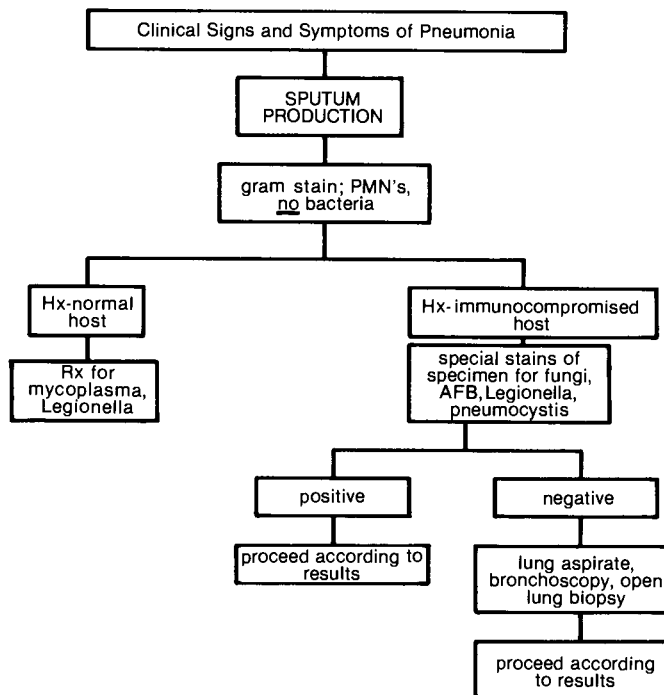 Clinical Signs and Symptoms of Pneumonia
SPUTUM
PRODUCTION
gram stain; PMN's,
no bacteria
Hx-normal
host
Rx for
mycoplasma,
Legionella
Hx-immunocompromised
host
special stains of
specimen for fungi,
AFB, Legionella,
pneumocystis
positive
proceed according to
results
negative
lung aspirate,
bronchoscopy, open
lung biopsy
proceed according
to results